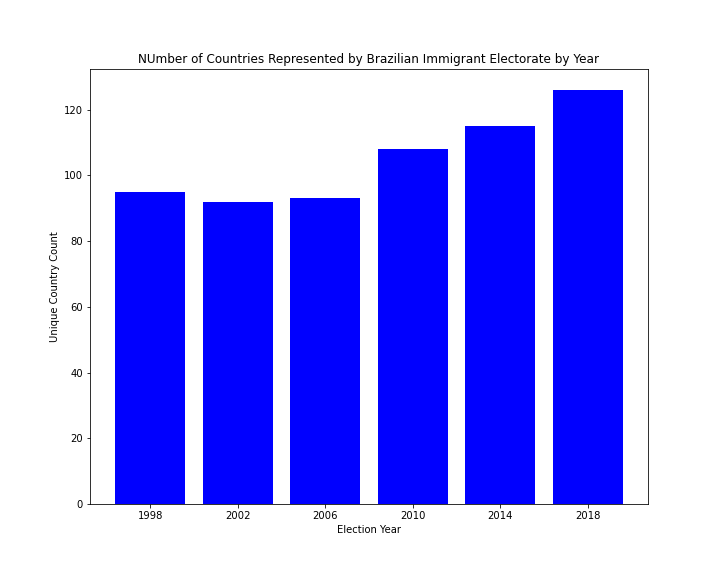 NUmber of Countries Represented by Brazilian Immigrant Electorate by Year
Unique Country Count
120
100
80
60
40
20
0
1998 2002 2006 2010 2014 2018
Election Year